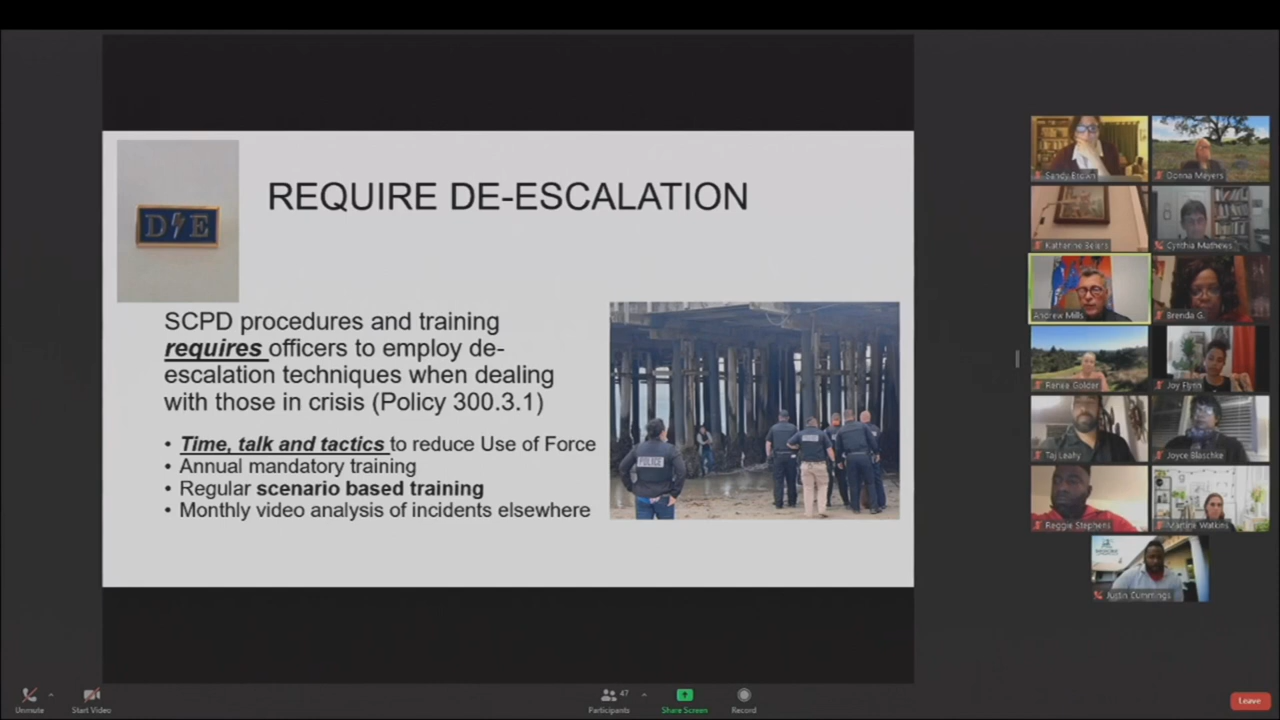 D E
REQUIRE DE-ESCALATION
SCPD procedures and training
requires officers to employ de-
escalation techniques when dealing
with those in crisis (Policy 300.3.1)
• Time, talk and tactics to reduce Use of Force
• Annual mandatory training
• Regular scenario based training
• Monthly video analysis of incidents elsewhere
POLICE
POLICE
Sandy Brown
Donna Meyers
Katherine Beiers
Cynthia Mathews
Andrew Mills
Brenda G.
Renee Golder
Joy Flynn
Taj Leahy
Joyce Blaschke
Reggie Stephens
Martine Watkins
Justin Cummings
Unmute
Start Video
Participants
47
Share Screen
Record
Leave